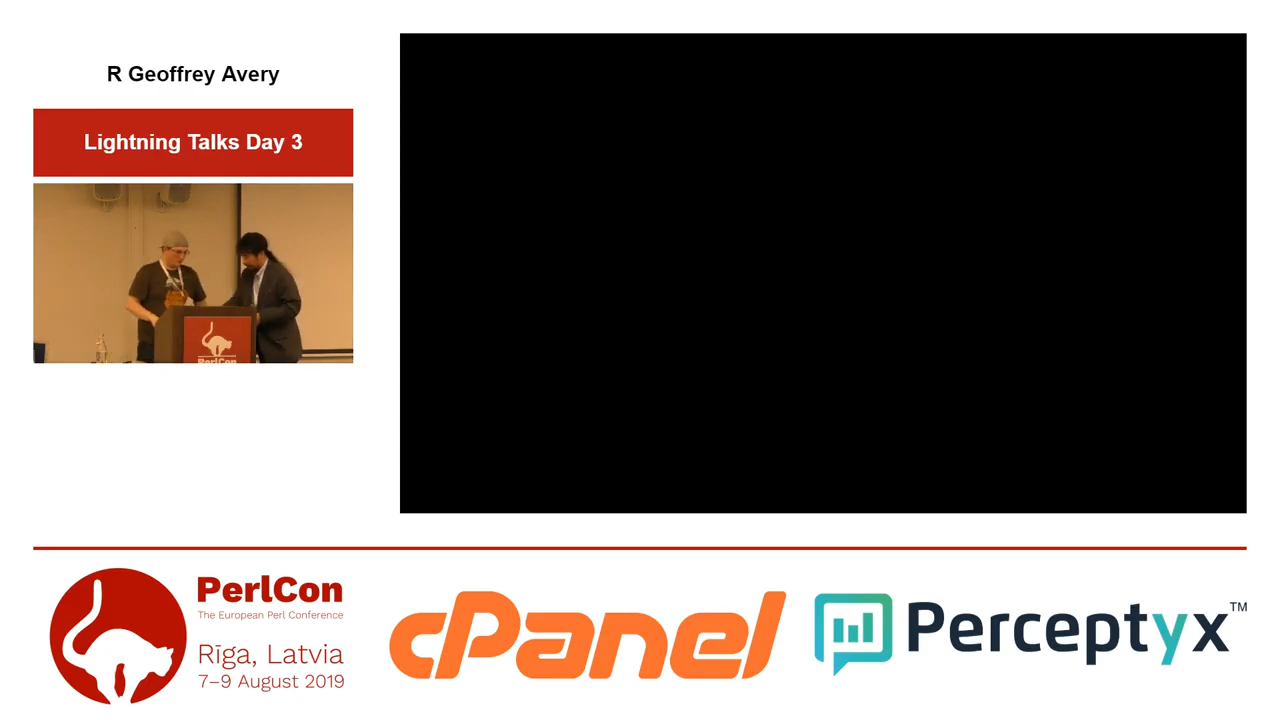 R Geoffrey Avery
Lightning Talks Day 3
PerlCon
PerlCon
The European Perl Conference
Rīga, Latvia
7–9 August 2019
cPanel
Perceptyx™